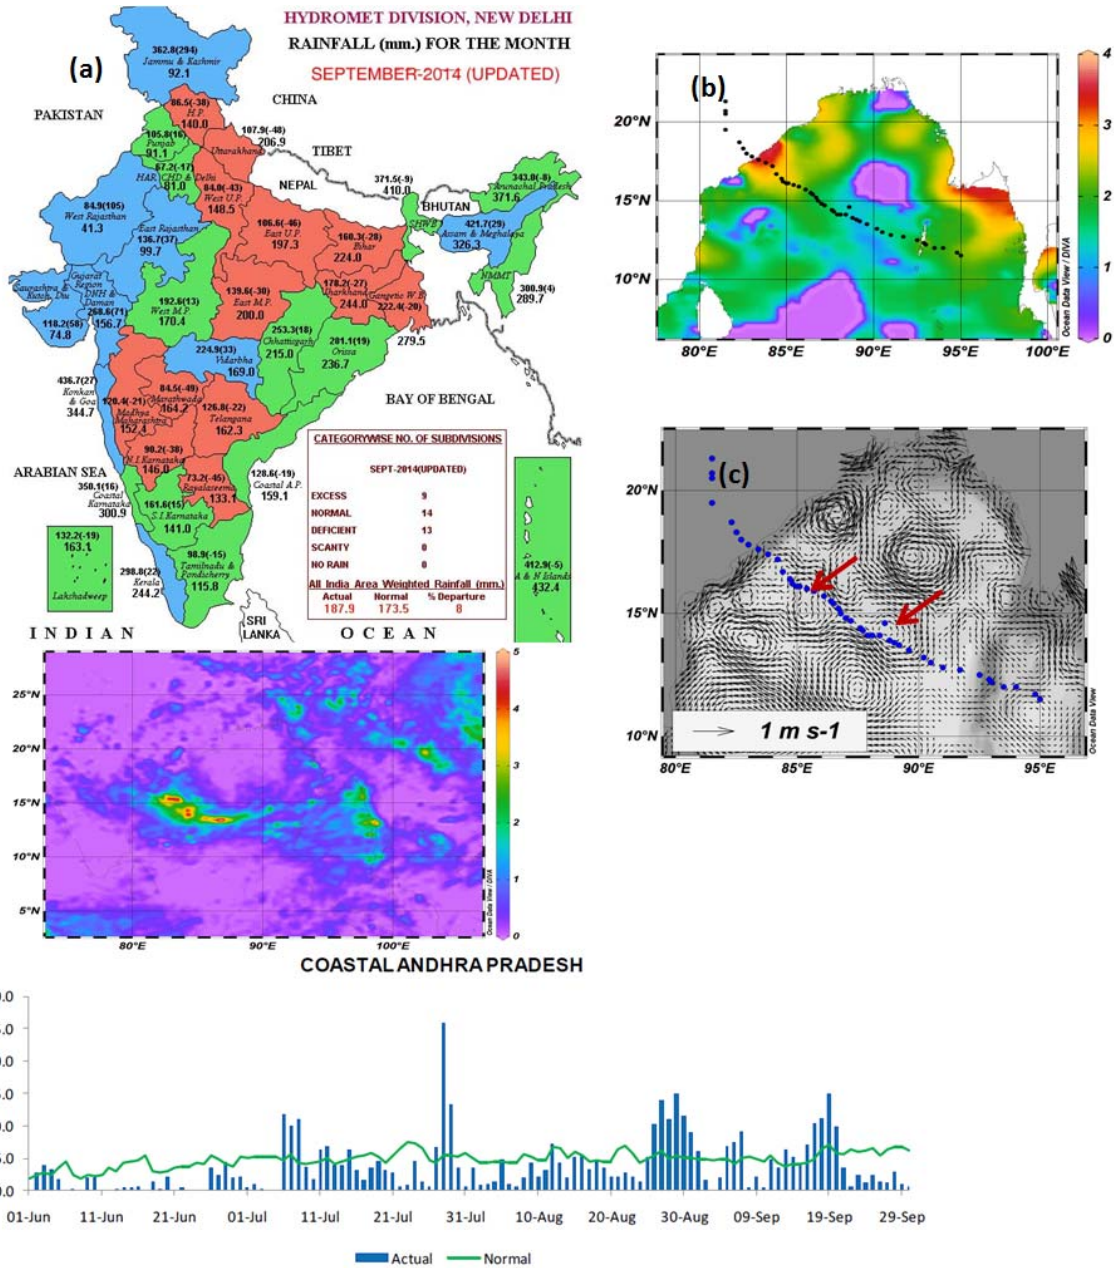 HYDROMET DIVISION, NEW DELHI
RAINFALL (mm.) FOR THE MONTH
SEPTEMBER-2014 (UPDATED)
(a)
362.8(294)
Jammu & Kashmir
92.1
CHINA
PAKISTAN
86.5(-38)
H.P.
140.0
107.9(-48)
206.9
Uttarakhand
TIBET
105.8(16)
Punjab
91.1
67.2(-17)
HAR. CHD & Delhi
81.0
NEPAL
84.0(-43)
West U.P.
148.5
371.5(-9)
410.0
343.0(-8)
Arunachal Pradesh
371.6
BHUTAN
SHWB
421.7(29)
Assam & Meghalaya
326.3
84.9(105)
West Rajasthan
41.3
East Rajasthan
136.7(37)
99.7
106.6(-46)
East U.P.
197.3
160.3(-28)
Bihar
224.0
NMMT
300.9(4)
289.7
Gujarat
Region
DNH &
Daman
268.6(71)
156.7
Saurashtra &
Kutch, Diu
118.2(58)
74.8
192.6(13)
West M.P.
170.4
139.6(-30)
East M.P.
200.0
178.2(-27)
Jharkhand
244.0
Gangetic W.B.
222.4(-20)
279.5
253.3(18)
Chhattisgarh
215.0
281.1(19)
Orissa
236.7
224.9(33)
Vidarbha
169.0
436.7(27)
Konkan
& Goa
344.7
120.4(-21)
Madhya
Maharashtra
152.4
84.5(-49)
Marathwada
164.2
126.8(-22)
Telangana
162.3
BAY OF BENGAL
90.2(-38)
N.I.Karnataka
146.0
73.2(-45)
Rayalaseema
133.1
128.6(-19)
Coastal A.P.
159.1
ARABIAN SEA
350.1(16)
Coastal
Karnataka
300.9
161.6(15)
S.I.Karnataka
141.0
132.2(-19)
163.1
Lakshadweep
298.8(22)
Kerala
244.2
98.9(-15)
Tamilnadu &
Pondicherry
115.8
412.9(-5)
A & N Islands
432.4
SRI
LANKA
INDIAN OCEAN
CATEGORYWISE NO. OF SUBDIVISIONS
SEPT-2014(UPDATED)
EXCESS 9
NORMAL 14
DEFICIENT 13
SCANTY 0
NO RAIN 0
All India Area Weighted Rainfall (mm.)
Actual Normal % Departure
187.9 173.5 8
(b)
20°N
15°N
10°N
80°E 85°E 90°E 95°E 100°E
4
3
2
1
0
Ocean Data View / DIVA
(c)
20°N
15°N
10°N
80°E 85°E 90°E 95°E
1 m s-1
Ocean Data View
25°N
20°N
15°N
10°N
5°N
80°E 90°E 100°E
5
4
3
2
1
0
Ocean Data View / DIVA
COASTAL ANDHRA PRADESH
0.0
5.0
0.0
5.0
0.0
5.0
0.0
01-Jun 11-Jun 21-Jun 01-Jul 11-Jul 21-Jul 31-Jul 10-Aug 20-Aug 30-Aug 09-Sep 19-Sep 29-Sep
Actual Normal